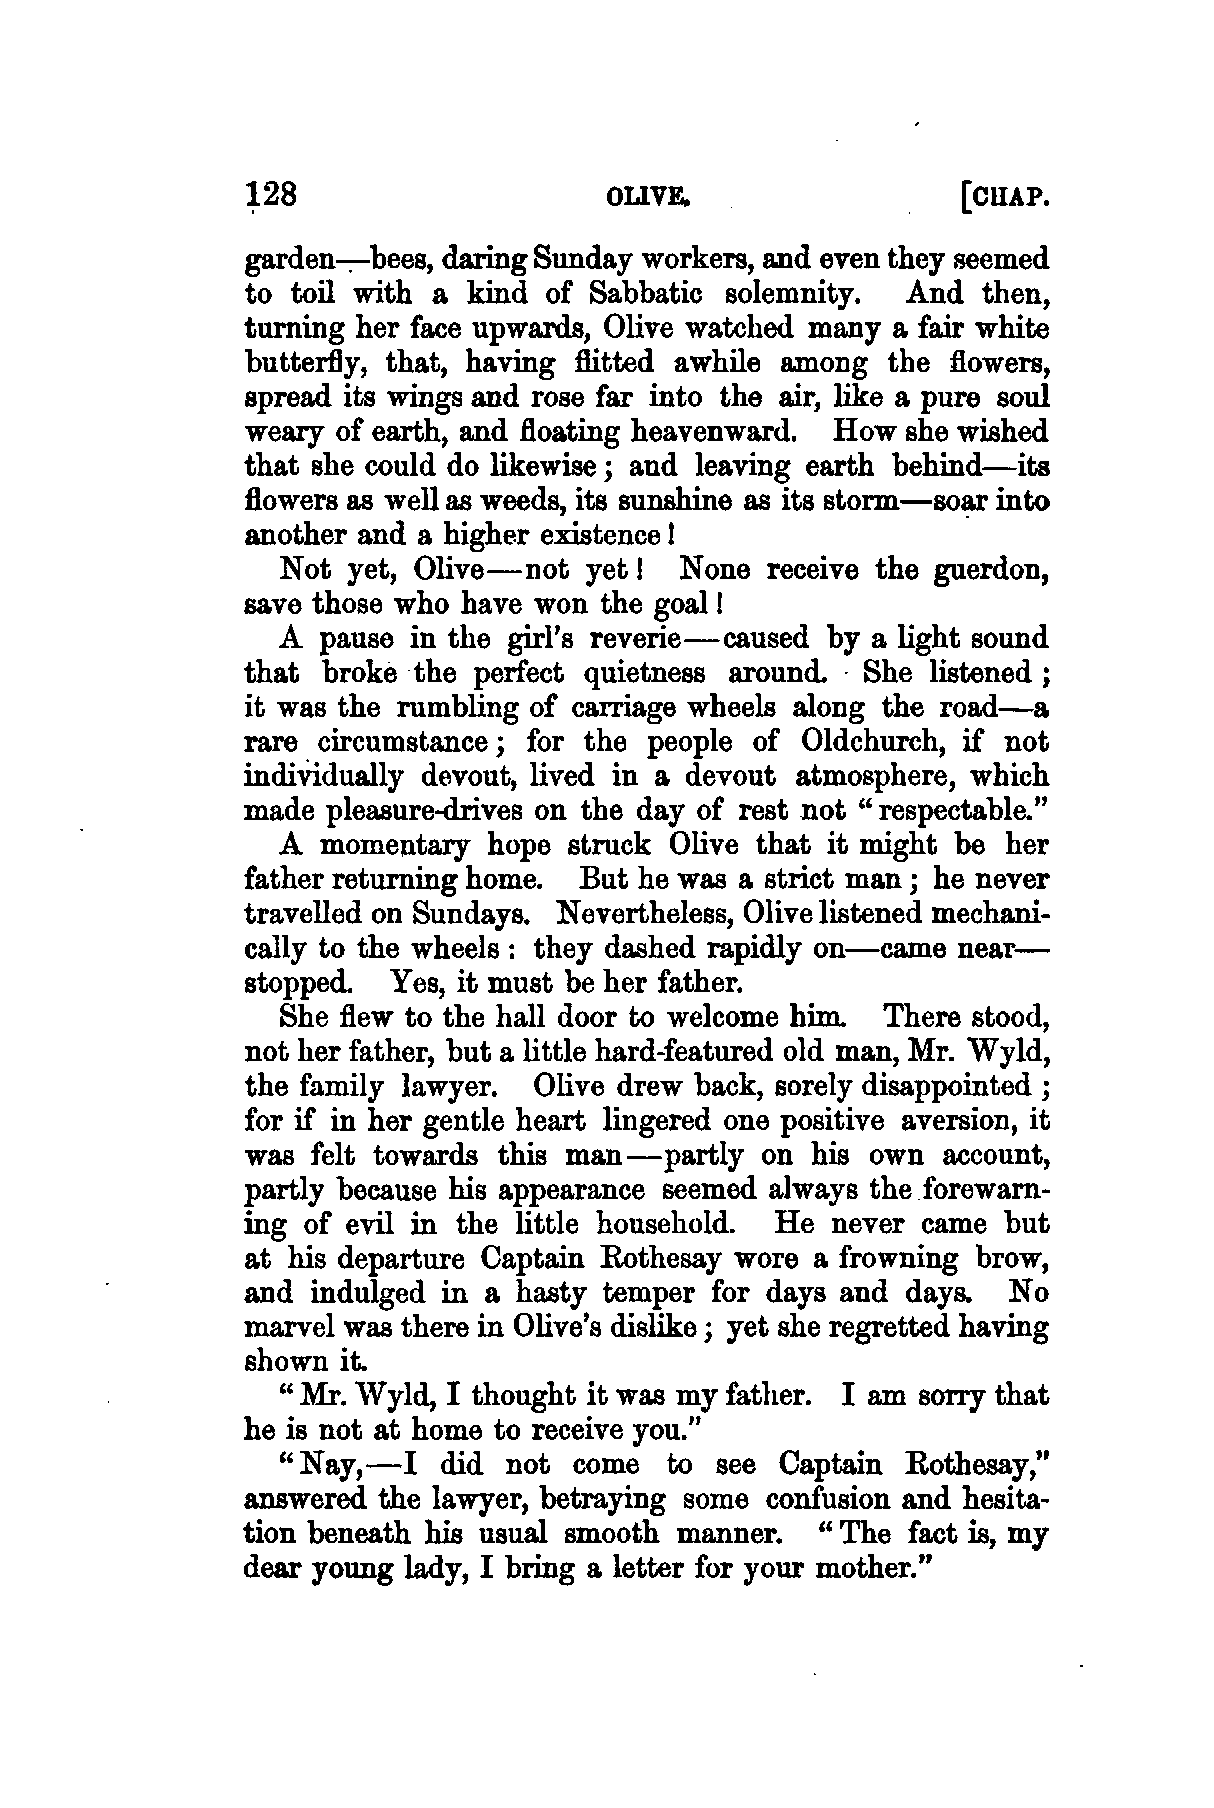 128 OLIVE. [CHAP.
garden—bees, daring Sunday workers, and even they seemed
to toil with a kind of Sabbatic solemnity. And then,
turning her face upwards, Olive watched many a fair white
butterfly, that, having flitted awhile among the flowers,
spread its wings and rose far into the air, like a pure soul
weary of earth, and floating heavenward. How she wished
that she could do likewise; and leaving earth behind—its
flowers as well as weeds, its sunshine as its storm—soar into
another and a higher existence!
Not yet, Olive—not yet! None receive the guerdon,
save those who have won the goal!
A pause in the girl's reverie—caused by a light sound
that broke the perfect quietness around. She listened;
it was the rumbling of carriage wheels along the road—a
rare circumstance; for the people of Oldchurch, if not
individually devout, lived in a devout atmosphere, which
made pleasure-drives on the day of rest not "respectable."
A momentary hope struck Olive that it might be her
father returning home. But he was a strict man; he never
travelled on Sundays. Nevertheless, Olive listened mechani-
cally to the wheels: they dashed rapidly on—came near—
stopped. Yes, it must be her father.
She flew to the hall door to welcome him. There stood,
not her father, but a little hard-featured old man, Mr. Wyld,
the family lawyer. Olive drew back, sorely disappointed;
for if in her gentle heart lingered one positive aversion, it
was felt towards this man—partly on his own account,
partly because his appearance seemed always the forewarn-
ing of evil in the little household. He never came but
at his departure Captain Rothesay wore a frowning brow,
and indulged in a hasty temper for days and days. No
marvel was there in Olive's dislike; yet she regretted having
shown it.
"Mr. Wyld, I thought it was my father. I am sorry that
he is not at home to receive you."
"Nay,—I did not come to see Captain Rothesay,"
answered the lawyer, betraying some confusion and hesita-
tion beneath his usual smooth manner. "The fact is, my
dear young lady, I bring a letter for your mother."